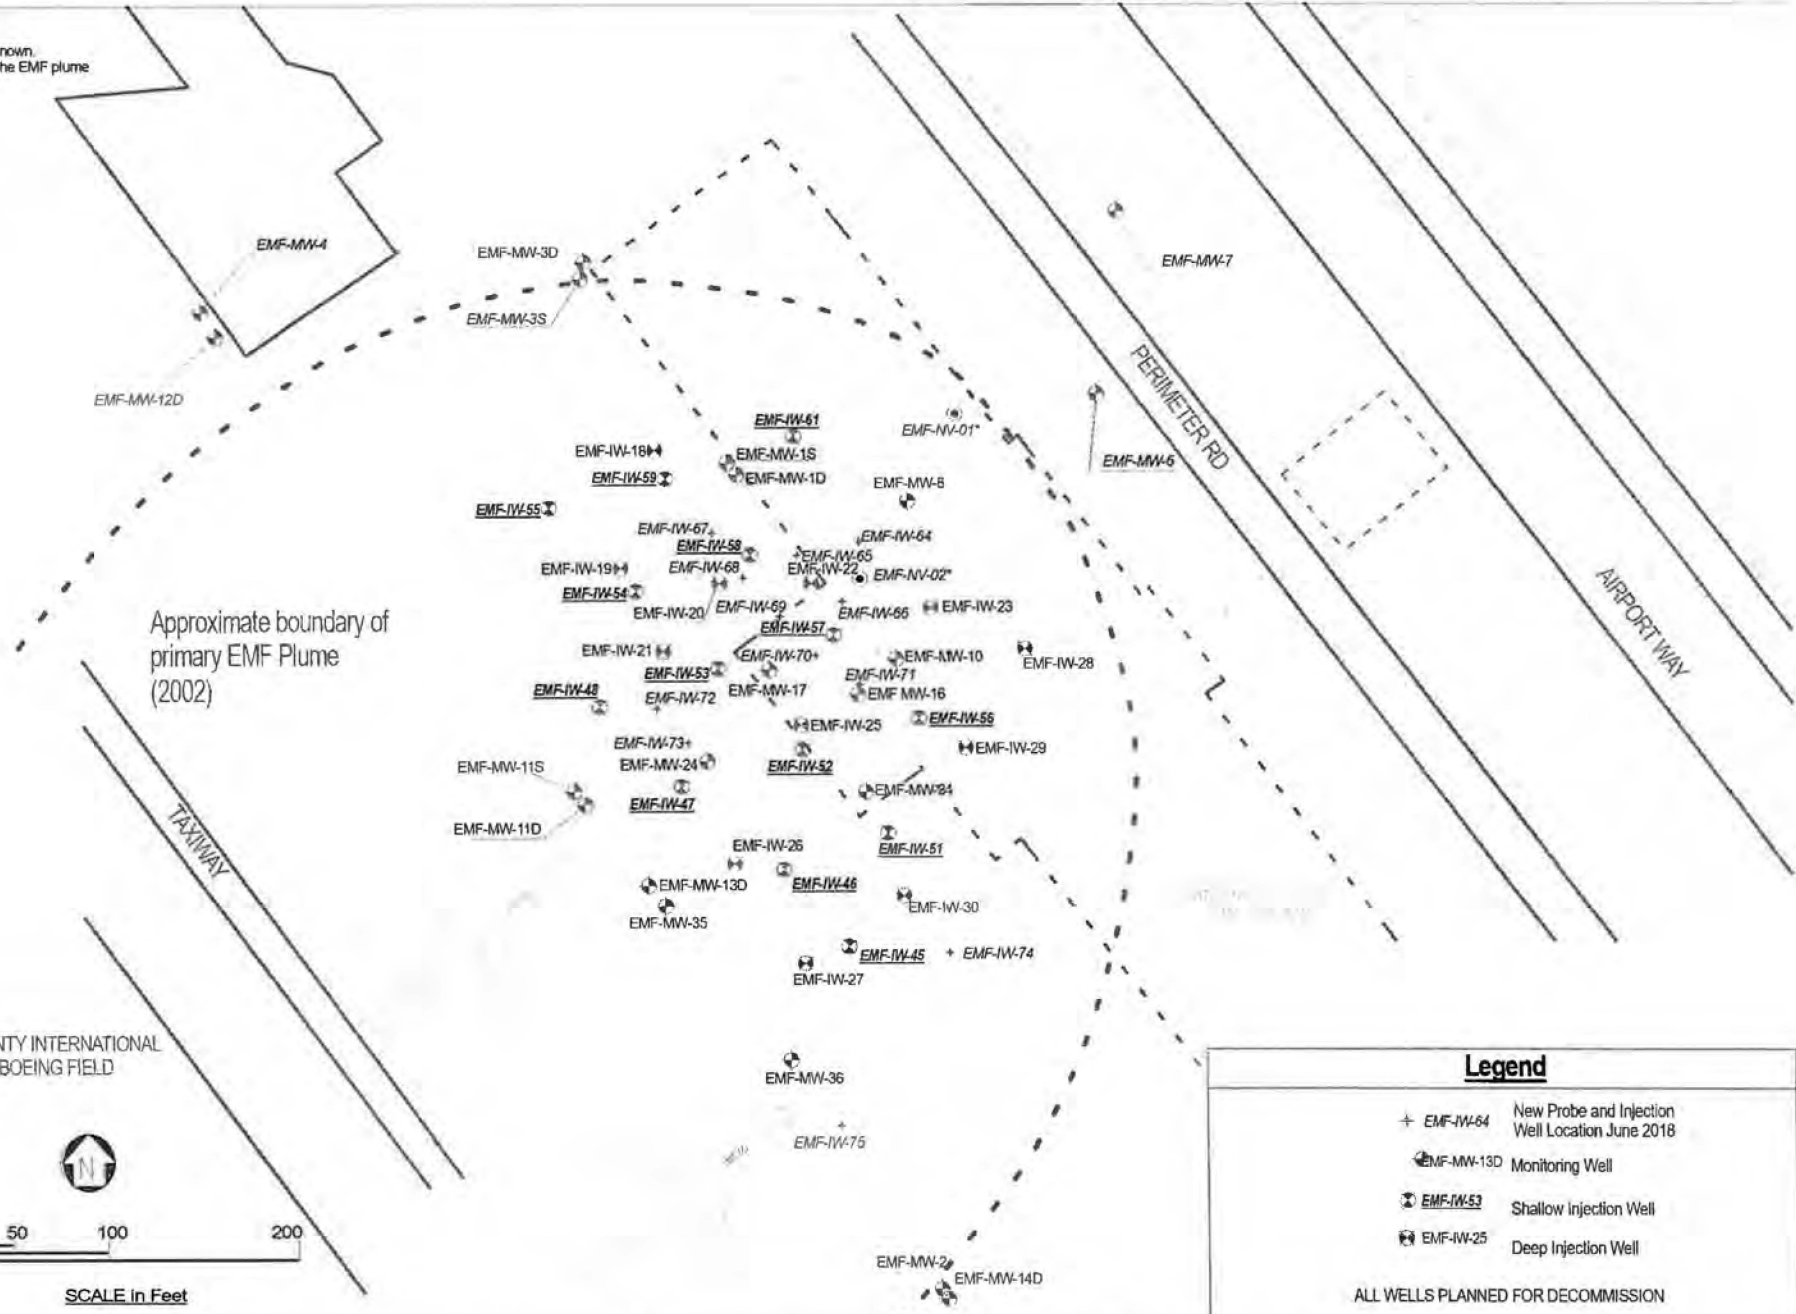 nown.
he EMF plume
EMF-MW-4
EMF-MW-3D
EMF-MW-7
EMF-MW-3S
EMF-MW-12D
PERIMETER RD
EMF-IW-61
EMF-NV-01*
EMF-IW-18
EMF-MW-1S
EMF-MW-6
EMF-IW-59
EMF-MW-1D
EMF-MW-8
EMF-IW-55
EMF-IW-67
EMF-IW-64
EMF-IW-58
EMF-IW-65
EMF-IW-19
EMF-IW-68
EMF-IW-22
EMF-NV-02*
EMF-IW-54
EMF-IW-20
EMF-IW-69
EMF-IW-66
EMF-IW-23
AIRPORT WAY
Approximate boundary of
primary EMF Plume
(2002)
EMF-IW-57
EMF-IW-21
EMF-IW-70+
EMF-MW-10
EMF-IW-28
EMF-IW-53
EMF-IW-71
EMF-IW-48
EMF-IW-72
EMF-MW-17
EMF MW-16
EMF-IW-25
EMF-IW-56
EMF-IW-73+
EMF-IW-29
EMF-MW-11S
EMF-MW-24
EMF-IW-52
EMF-IW-47
EMF-MW-34
EMF-MW-11D
TAXIWAY
EMF-IW-26
EMF-IW-51
EMF-MW-13D
EMF-IW-46
EMF-MW-35
EMF-IW-30
EMF-IW-45
EMF-IW-74
EMF-IW-27
NTY INTERNATIONAL
BOEING FIELD
EMF-MW-36
EMF-IW-75
N
50 100 200
SCALE in Feet
EMF-MW-2
EMF-MW-14D
Legend
EMF-IW-64 New Probe and Injection
Well Location June 2018
EMF-MW-13D Monitoring Well
EMF-IW-53 Shallow Injection Well
EMF-IW-25 Deep Injection Well
ALL WELLS PLANNED FOR DECOMMISSION